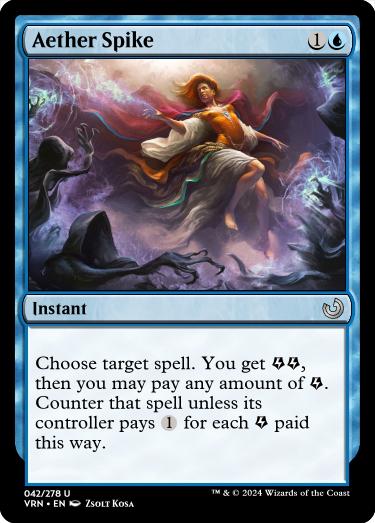 Aether Spike 1
Instant
Choose target spell. You get ,
then you may pay any amount of .
Counter that spell unless its
controller pays 1 for each paid
this way.
042/278 U ™ & © 2024 Wizards of the Coast
VRN • EN Zsolt Kosa